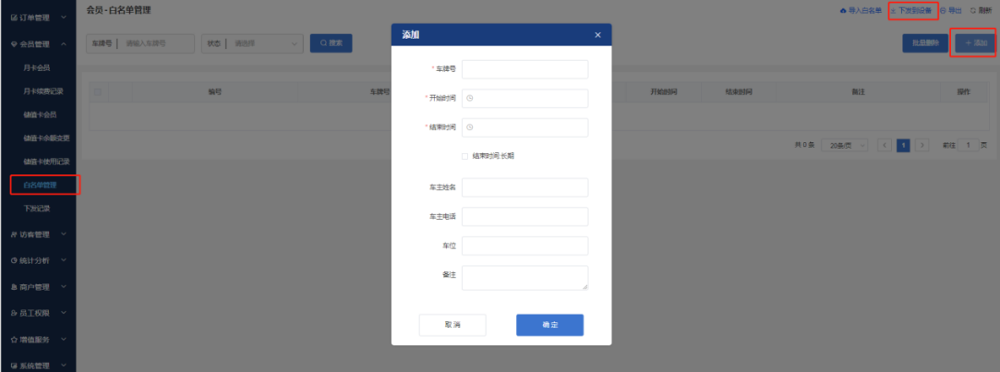 订单管理
会员管理
月卡会员
月卡续费记录
储值卡会员
储值卡余额变更
储值卡使用记录
白名单管理
下发记录
访客管理
统计分析
商户管理
员工权限
增值服务
系统管理
会员-白名单管理
导入白名单 下发到设备 导出 刷新
车牌号 请输入车牌号 状态 请选择 搜索
批量删除 + 添加
编号 车牌号 开始时间 结束时间 备注 操作
共 0 条 20条/页 < 1 > 前往 1 页
添加 ×
* 车牌号
* 开始时间
* 结束时间
结束时间:长期
车主姓名
车主电话
车位
备注
取 消 确 定